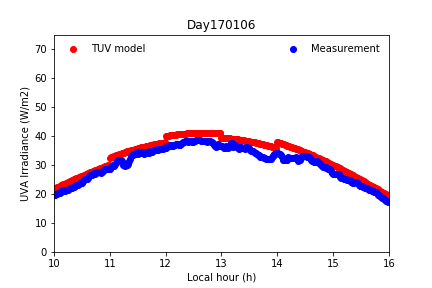 Day170106
TUV model
Measurement
UVA Irradiance (W/m2)
70
60
50
40
30
20
10
0
10 11 12 13 14 15 16
Local hour (h)